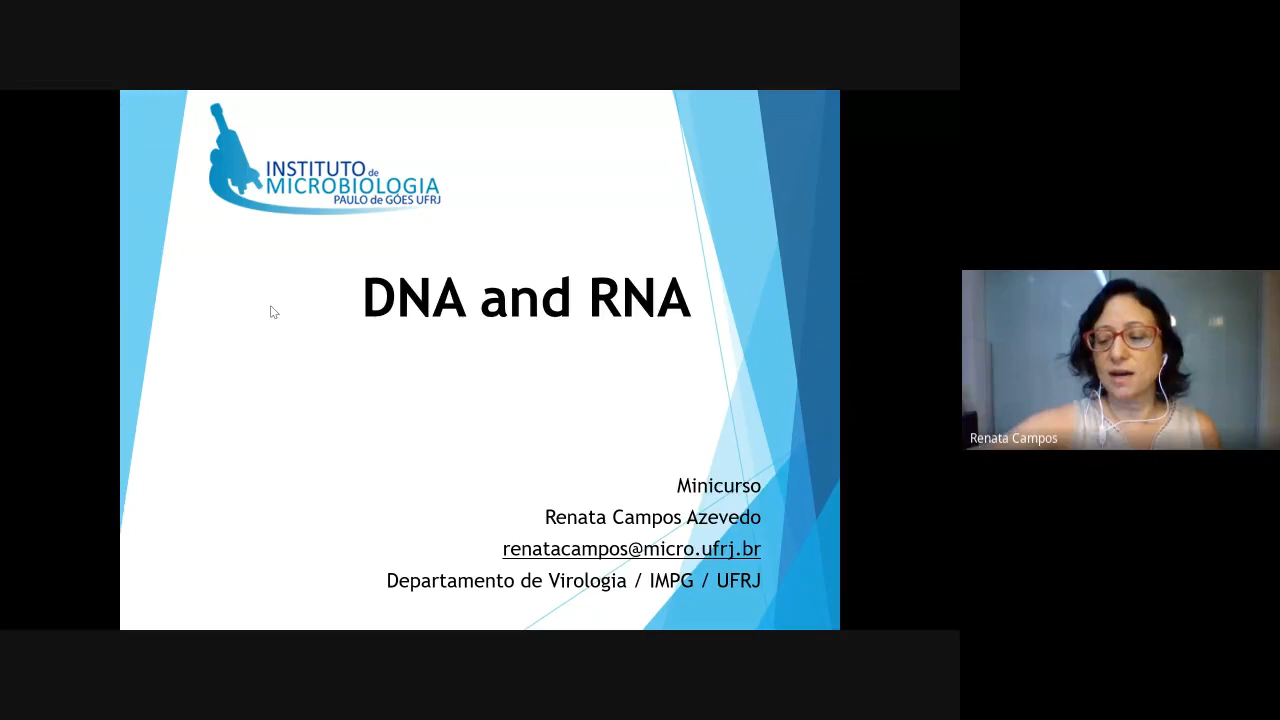 INSTITUTO de
MICROBIOLOGIA
PAULO de GÓES UFRJ
DNA and RNA
Minicurso
Renata Campos Azevedo
renatacampos@micro.ufrj.br
Departamento de Virologia / IMPG / UFRJ
Renata Campos